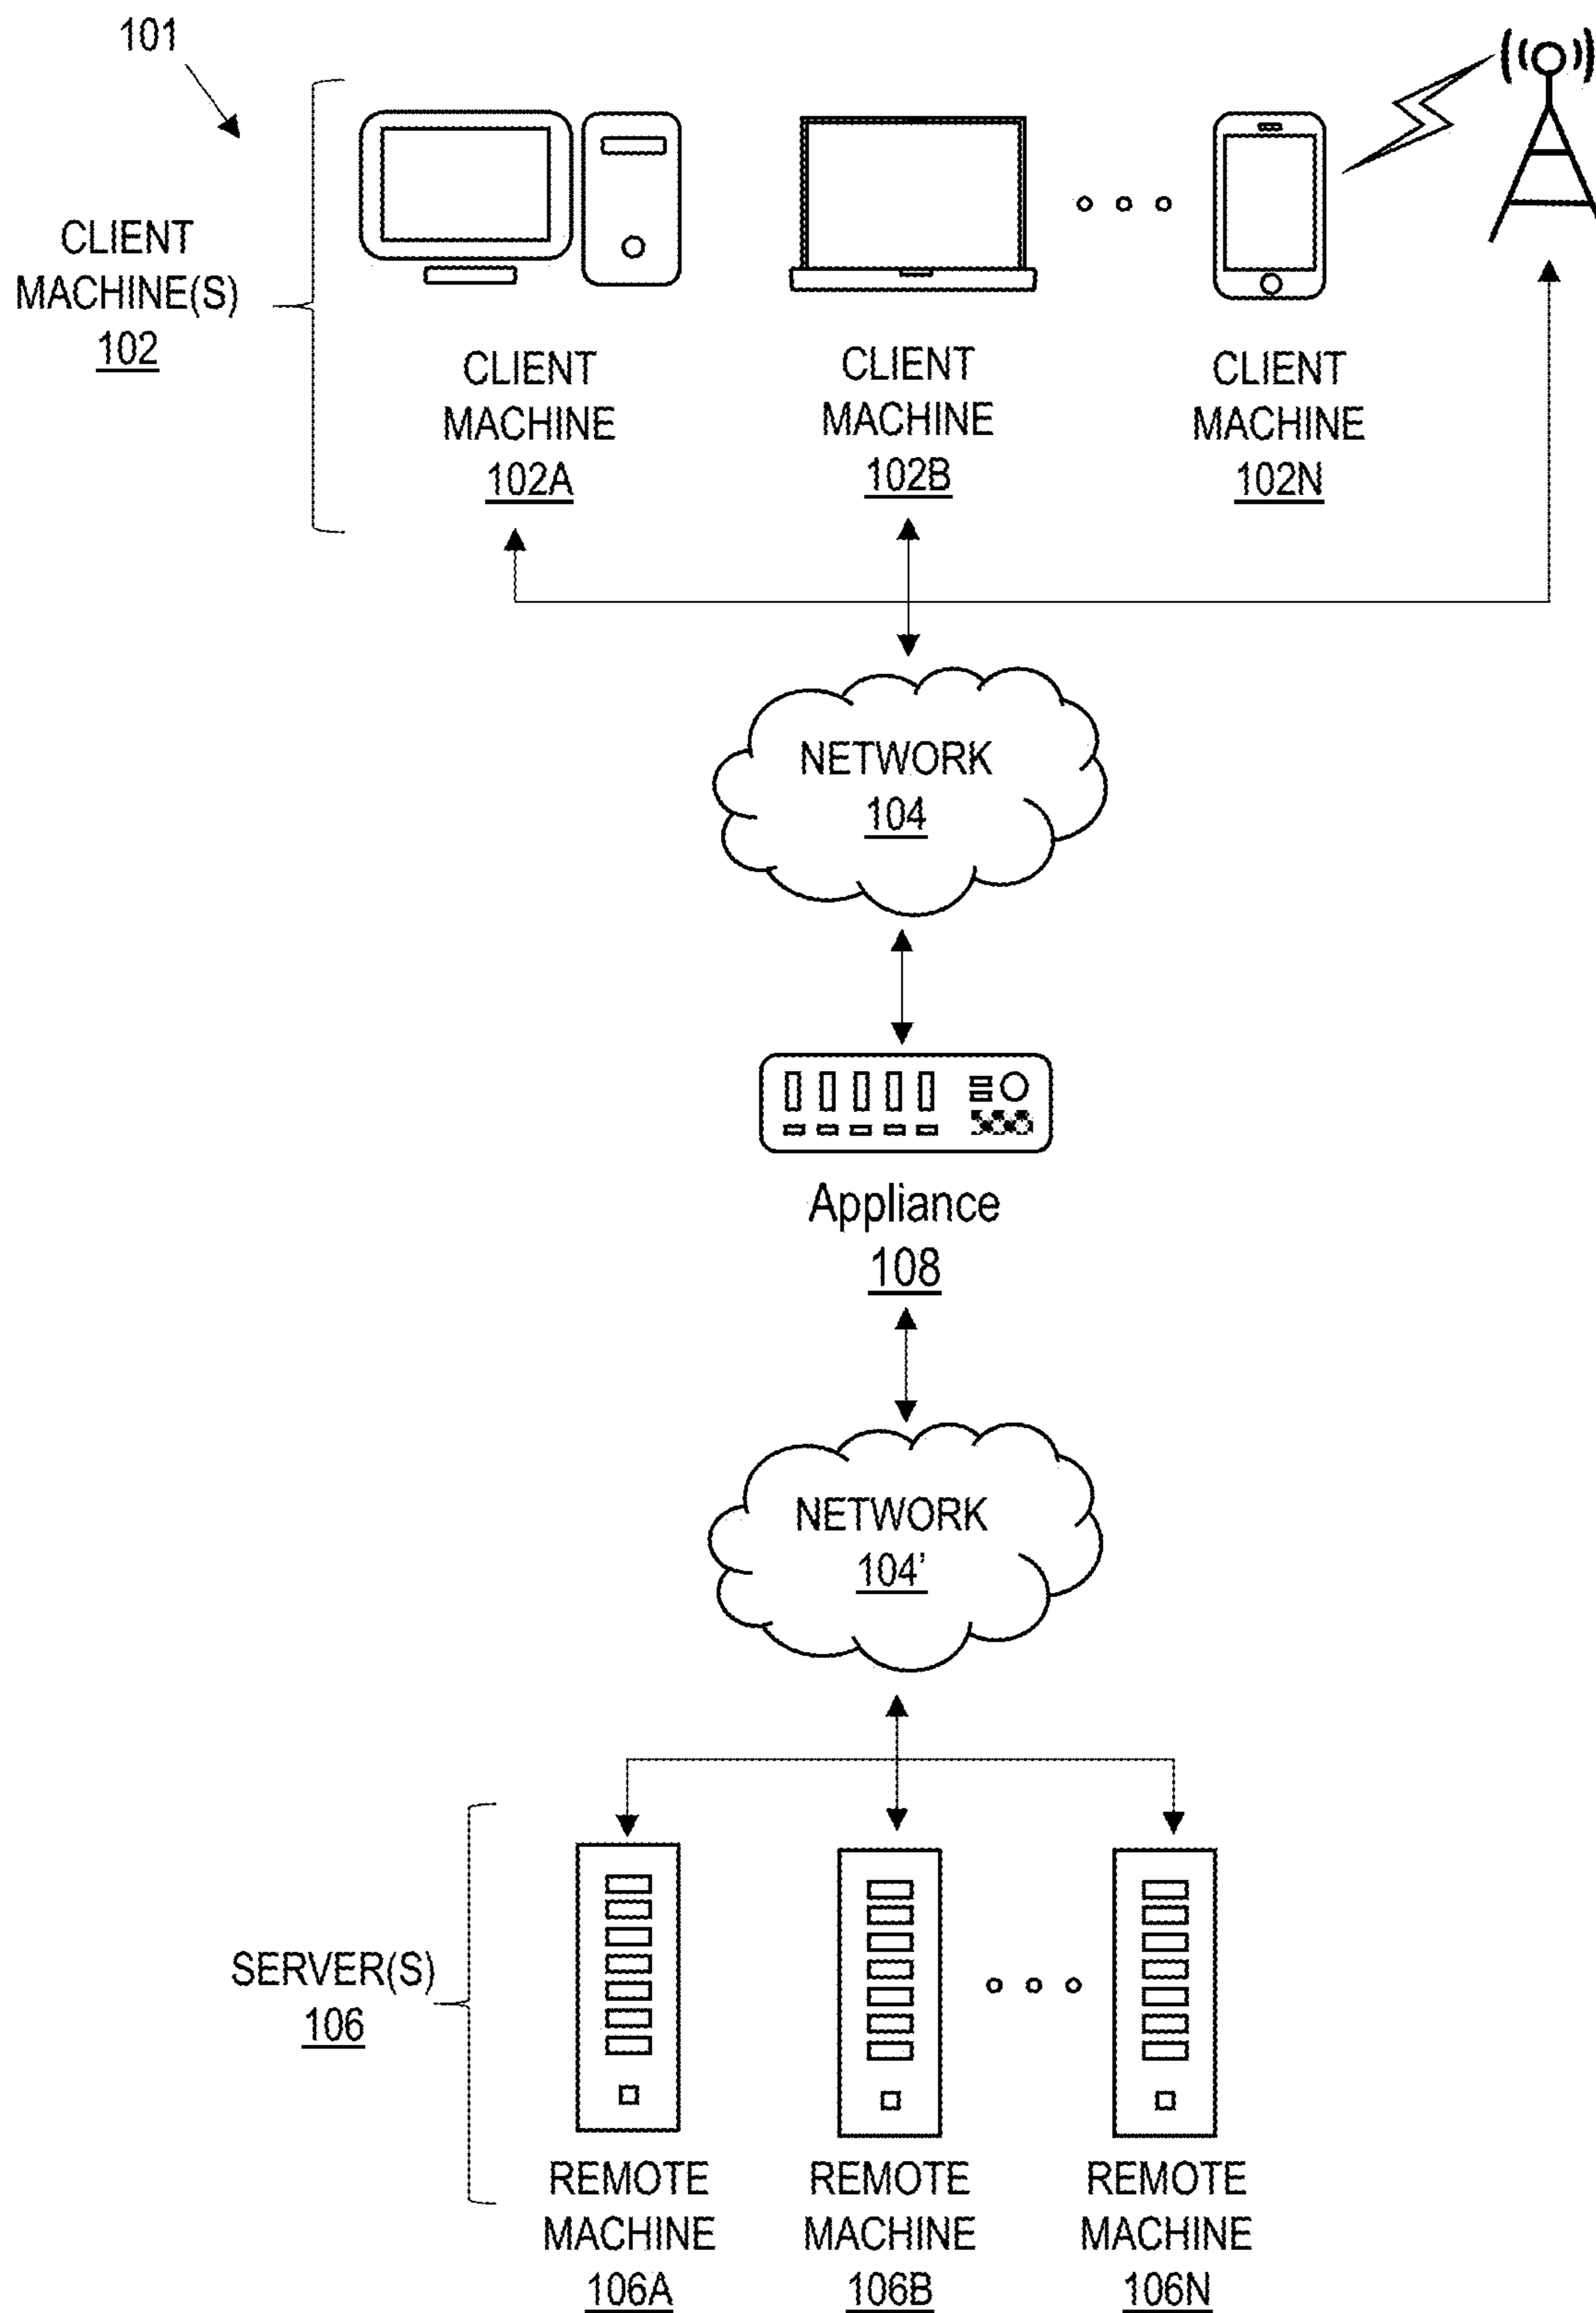 101
CLIENT
MACHINE(S)
102
CLIENT
MACHINE
102A
CLIENT
MACHINE
102B
CLIENT
MACHINE
102N
NETWORK
104
Appliance
108
NETWORK
104'
SERVER(S)
106
REMOTE
MACHINE
106A
REMOTE
MACHINE
106B
REMOTE
MACHINE
106N